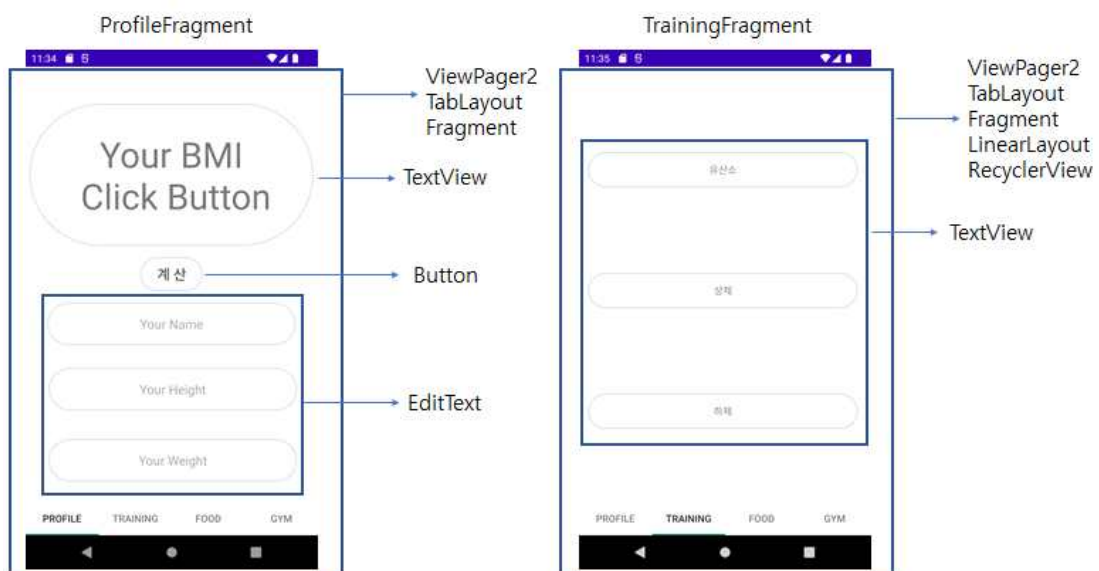 ProfileFragment
11:34
ViewPager2
TabLayout
Fragment
Your BMI
Click Button
TextView
계 산
Button
Your Name
Your Height
EditText
Your Weight
PROFILE TRAINING FOOD GYM
TrainingFragment
11:35
ViewPager2
TabLayout
Fragment
LinearLayout
RecyclerView
유산소
TextView
상체
하체
PROFILE TRAINING FOOD GYM